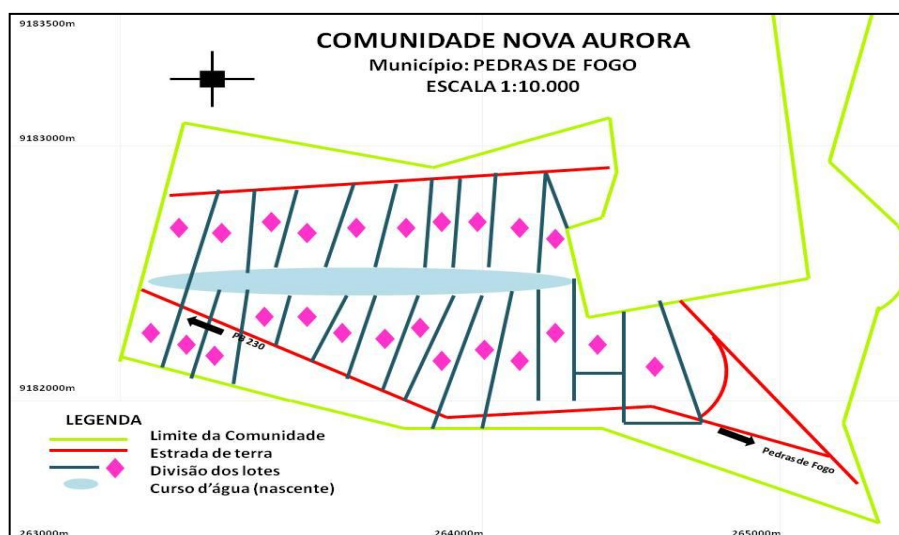 9183500m
COMUNIDADE NOVA AURORA
Município: PEDRAS DE FOGO
ESCALA 1:10.000
9183000m
PB 230
9182000m
LEGENDA
Limite da Comunidade
Estrada de terra
Divisão dos lotes
Curso d'água (nascente)
Pedras de Fogo
263000m
264000m
265000m